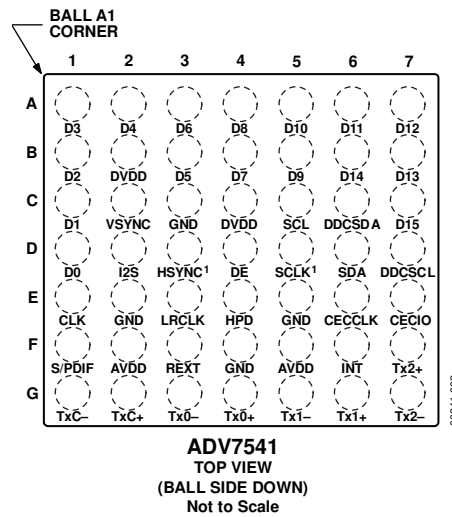 BALL A1
CORNER
1 2 3 4 5 6 7
A
D3 D4 D6 D8 D10 D11 D12
B
D2 DVDD D5 D7 D9 D14 D13
C
D1 VSYNC GND DVDD SCL DDCSDA D15
D
D0 I2S HSYNC¹ DE SCLK¹ SDA DDCSCL
E
CLK GND LRCLK HPD GND CECCLK CECIO
F
S/PDIF AVDD REXT GND AVDD INT Tx2+
G
TxC– TxC+ Tx0– Tx0+ Tx1– Tx1+ Tx2–
ADV7541
TOP VIEW
(BALL SIDE DOWN)
Not to Scale